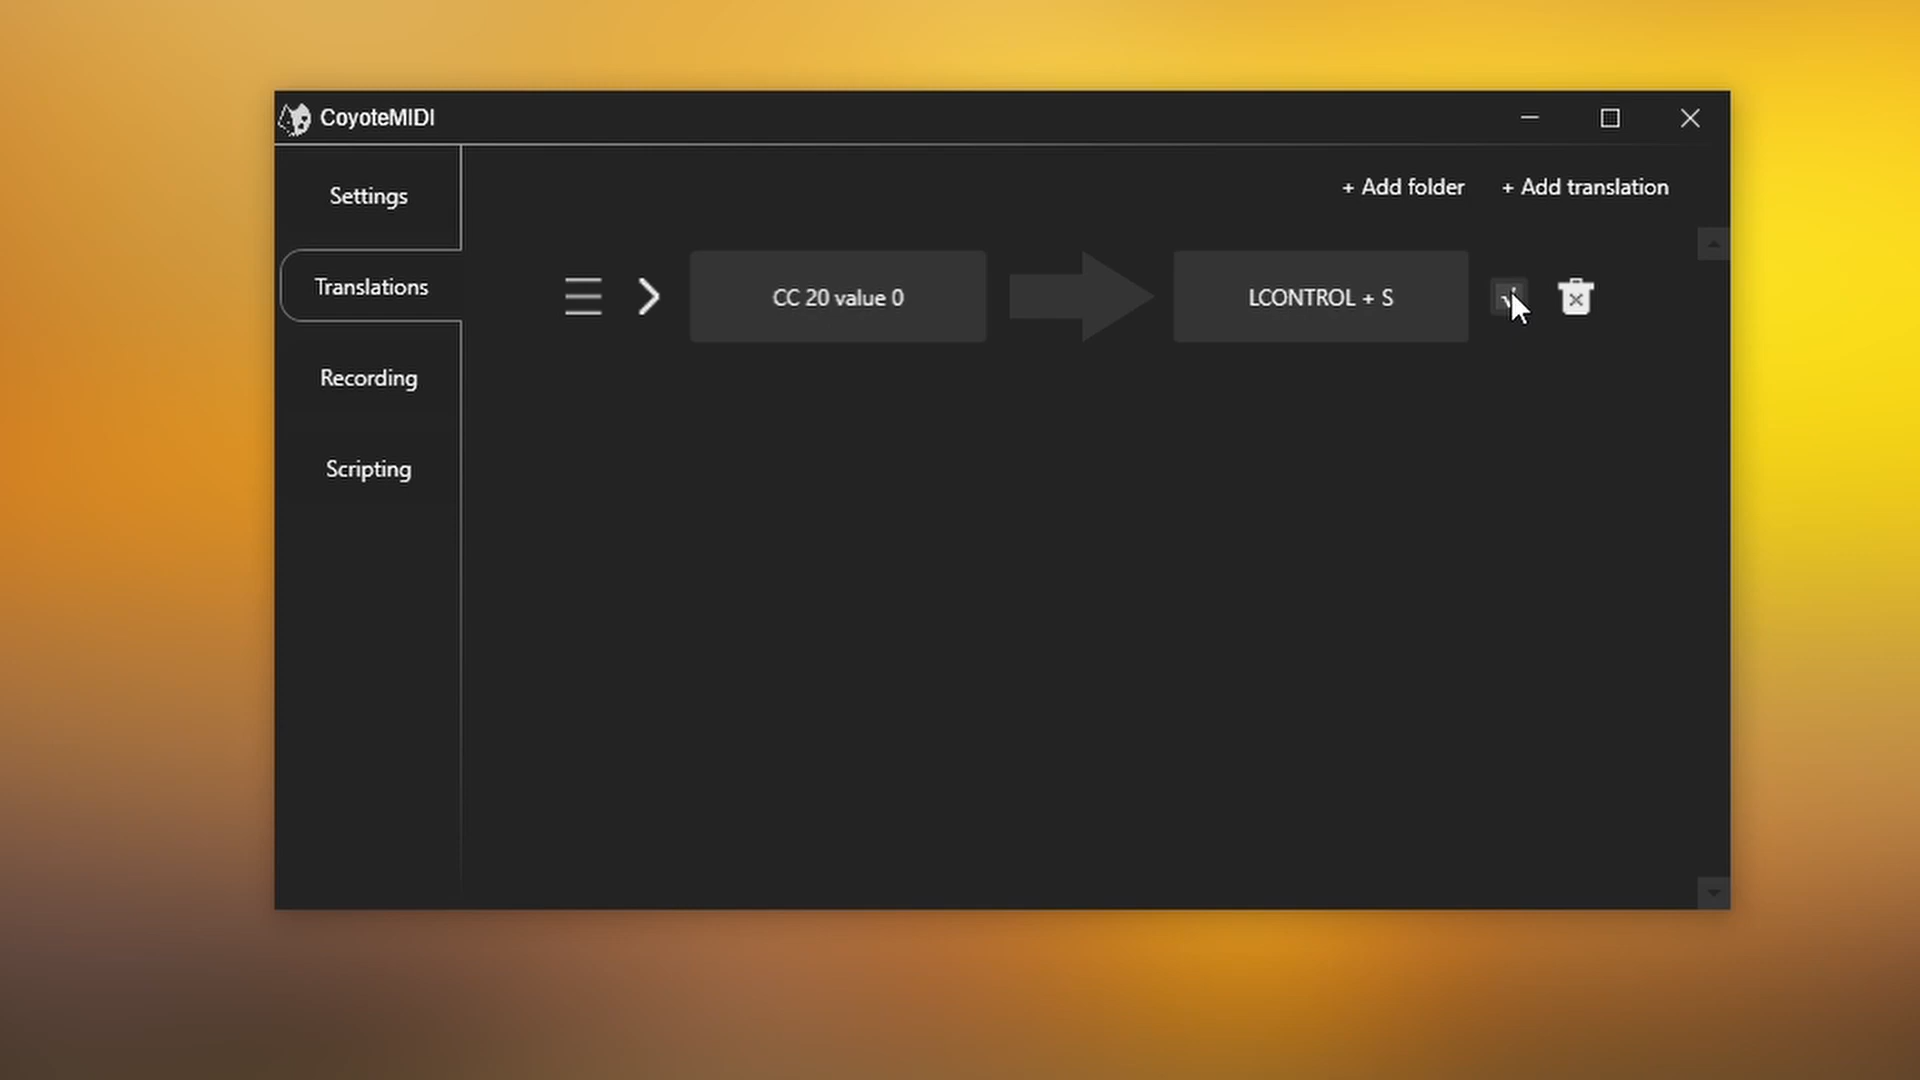 CoyoteMIDI
Settings
+ Add folder
+ Add translation
Translations
CC 20 value 0
LCONTROL + S
Recording
Scripting